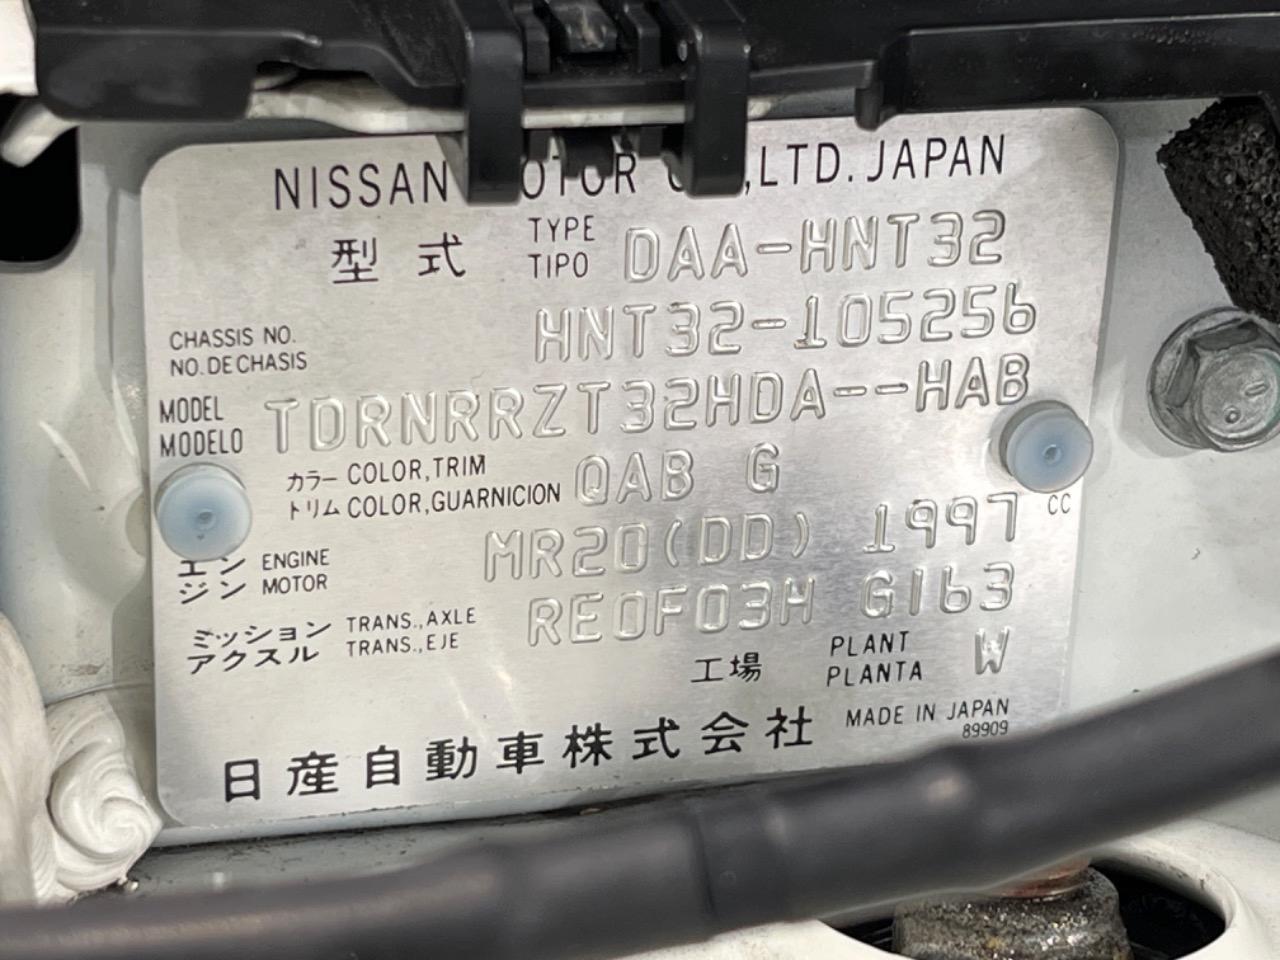 NISSAN MOTOR CO.,LTD. JAPAN
型式 TYPE TIPO DAA-HNT32
CHASSIS NO. NO. DE CHASIS HNT32-105256
MODEL MODELO TDRNRRZT32HDA--HAB
カラー COLOR,TRIM
トリム COLOR,GUARNICION QAB G
エンジン ENGINE MOTOR MR20(DD) 1997 CC
ミッション TRANS.,AXLE
アクスル TRANS.,EJE RE0F03H G163
工場 PLANT PLANTA W
日産自動車株式会社 MADE IN JAPAN
89909